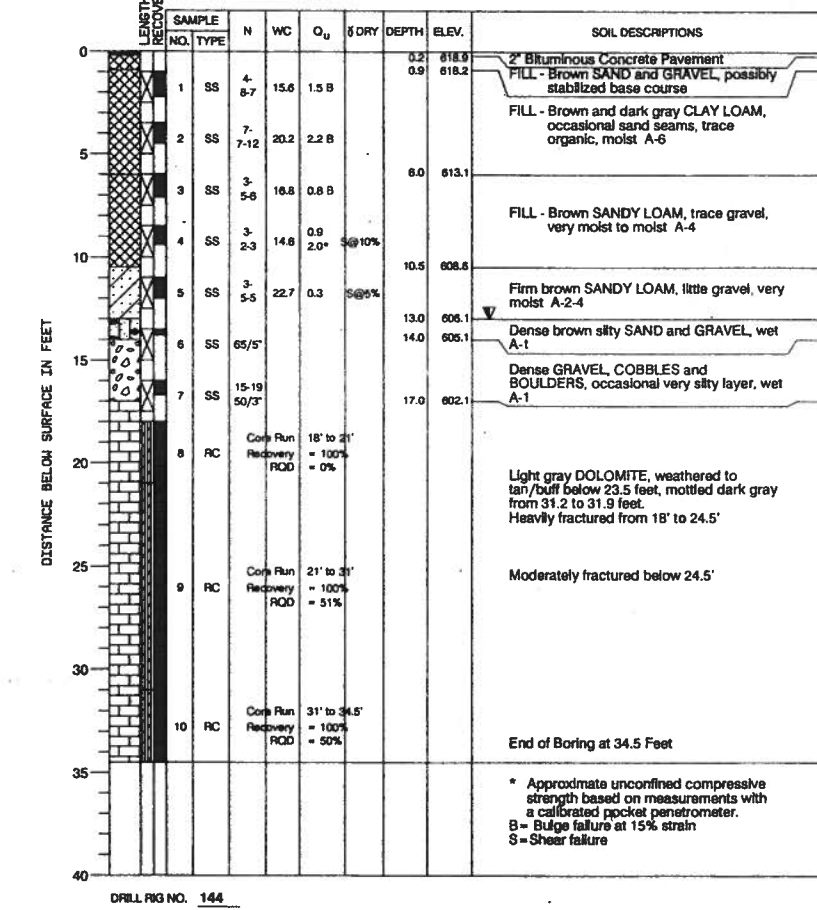 LENGTH
RECOVE
SAMPLE
NO. TYPE N WC Qu ɣ DRY DEPTH ELEV. SOIL DESCRIPTIONS
0
0.2 618.9 2" Bituminous Concrete Pavement
0.9 618.2 FILL - Brown SAND and GRAVEL, possibly
stabilized base course
1 SS 4-
8-7 15.6 1.5 B
FILL - Brown and dark gray CLAY LOAM,
occasional sand seams, trace
organic, moist A-6
2 SS 7-
7-12 20.2 2.2 B
5
6.0 613.1
3 SS 3-
5-6 16.8 0.8 B
FILL - Brown SANDY LOAM, trace gravel,
very moist to moist A-4
4 SS 3-
2-3 14.6 0.9
2.0* S@10%
10
10.5 608.6
5 SS 3-
5-5 22.7 0.3 S@5%
Firm brown SANDY LOAM, little gravel, very
moist A-2-4
13.0 606.1
Dense brown silty SAND and GRAVEL, wet
A-1
14.0 605.1
6 SS 65/5"
15
Dense GRAVEL, COBBLES and
BOULDERS, occasional very silty layer, wet
A-1
7 SS 15-19
50/3"
17.0 602.1
8 RC Core Run 18' to 21'
Recovery = 100%
RQD = 0%
20
Light gray DOLOMITE, weathered to
tan/buff below 23.5 feet, mottled dark gray
from 31.2 to 31.9 feet.
Heavily fractured from 18' to 24.5'
25
9 RC Core Run 21' to 31'
Recovery = 100%
RQD = 51%
Moderately fractured below 24.5'
30
10 RC Core Run 31' to 34.5'
Recovery = 100%
RQD = 50%
End of Boring at 34.5 Feet
35
* Approximate unconfined compressive
strength based on measurements with
a calibrated pocket penetrometer.
B = Bulge failure at 15% strain
S = Shear failure
40
DISTANCE BELOW SURFACE IN FEET
DRILL RIG NO. 144